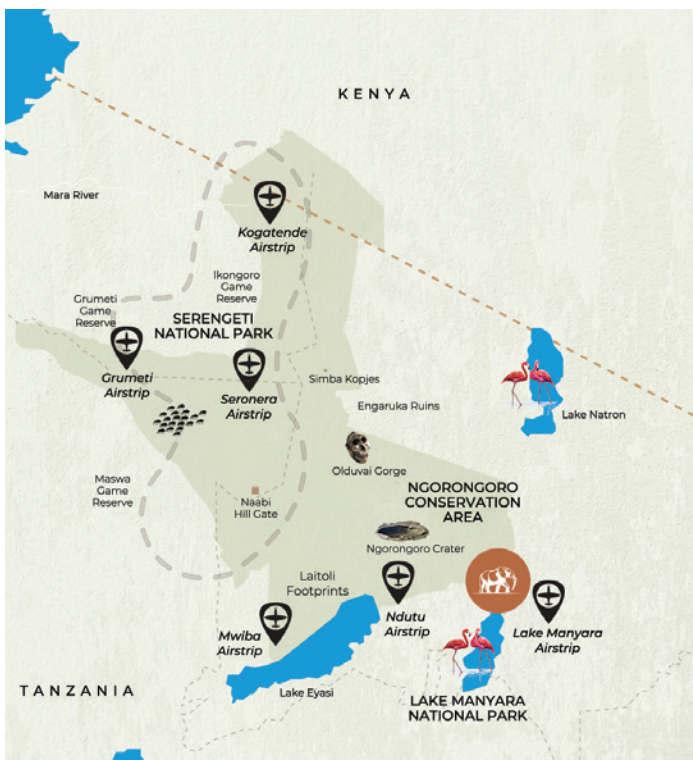 KENYA
Mara River
Kogatende
Airstrip
Ikongoro
Game
Reserve
Grumeti
Game
Reserve
SERENGETI
NATIONAL PARK
Grumeti
Airstrip
Seronera
Airstrip
Simba Kopjes
Engaruka Ruins
Lake Natron
Olduvai Gorge
Maswa
Game
Reserve
Naabi
Hill Gate
NGORONGORO
CONSERVATION
AREA
Ngorongoro Crater
Laitoli
Footprints
Ndutu
Airstrip
Mwiba
Airstrip
Lake Manyara
Airstrip
Lake Eyasi
TANZANIA
LAKE MANYARA
NATIONAL PARK